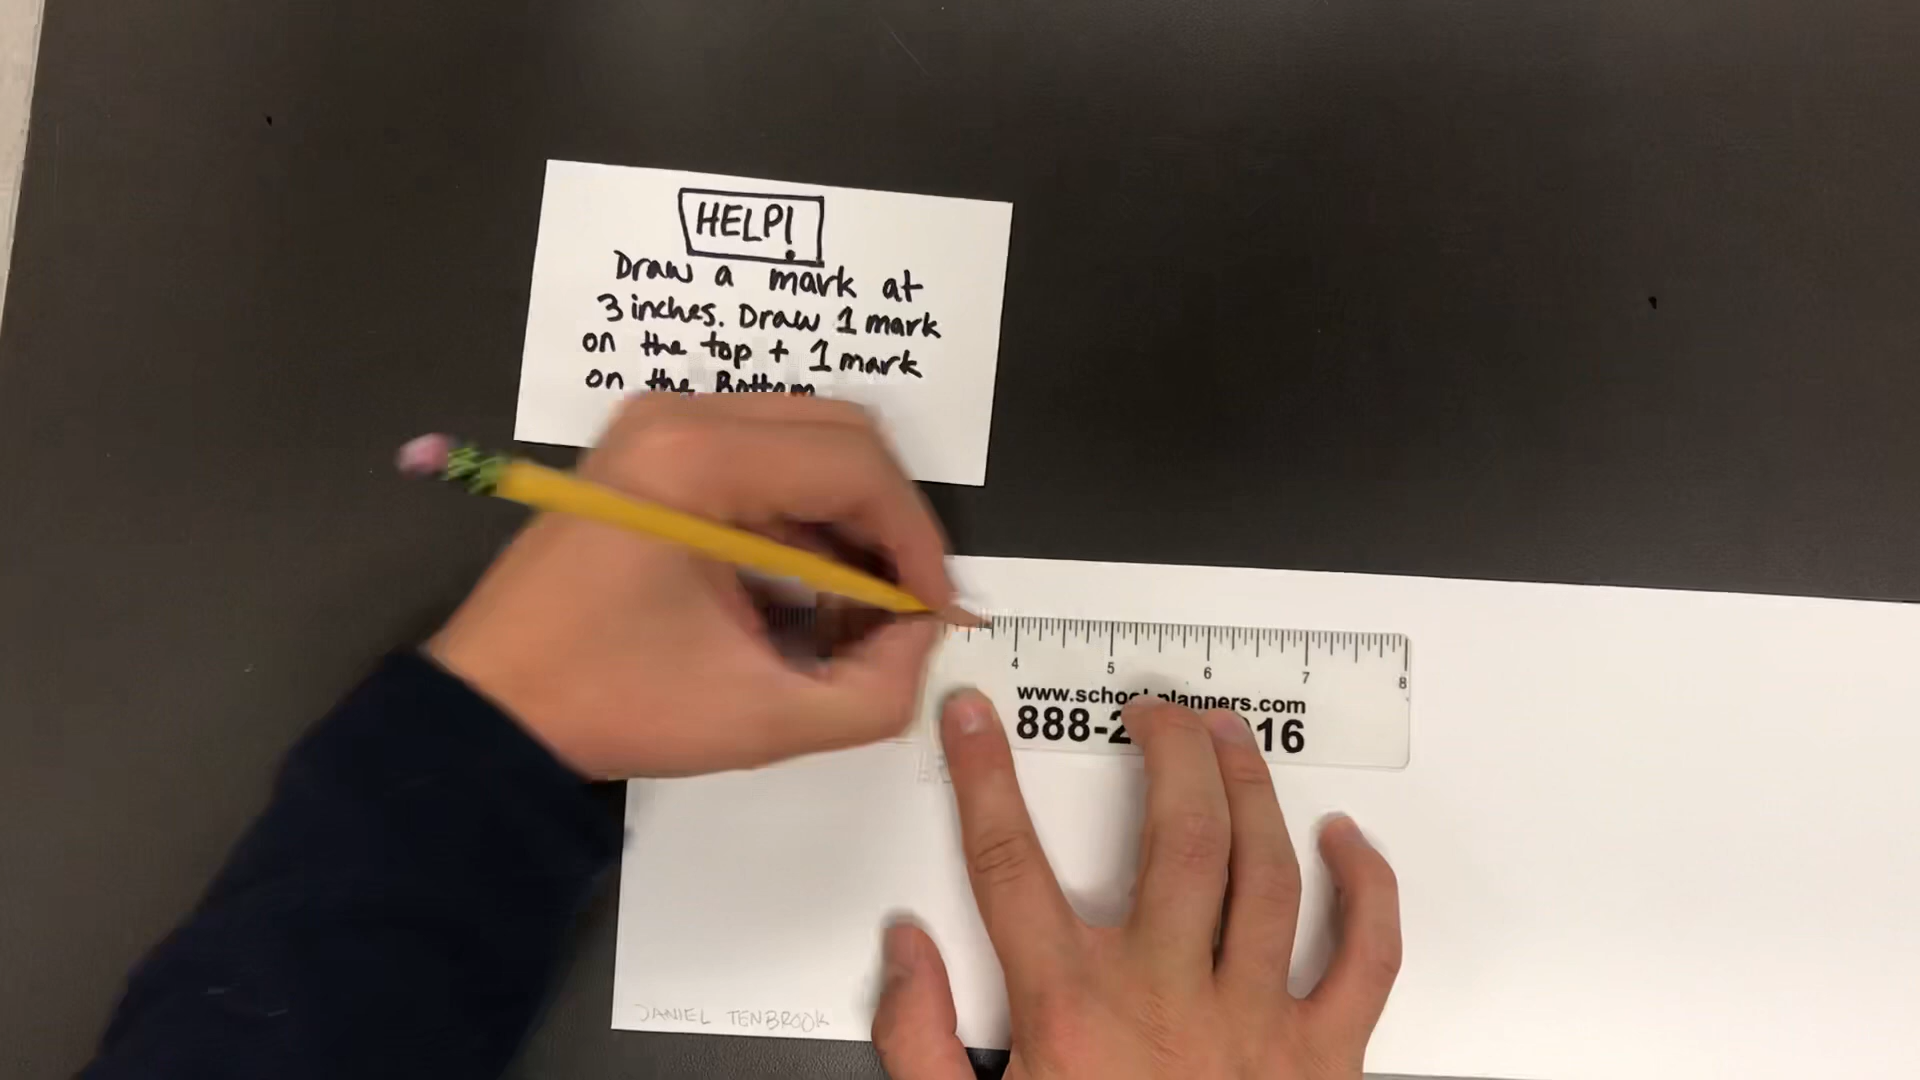 HELP!
Draw a mark at
3 inches. Draw 1 mark
on the top + 1 mark
on the Bottom
4 5 6 7 8
www.school planners.com
888-2 16
DANIEL TENBROOK